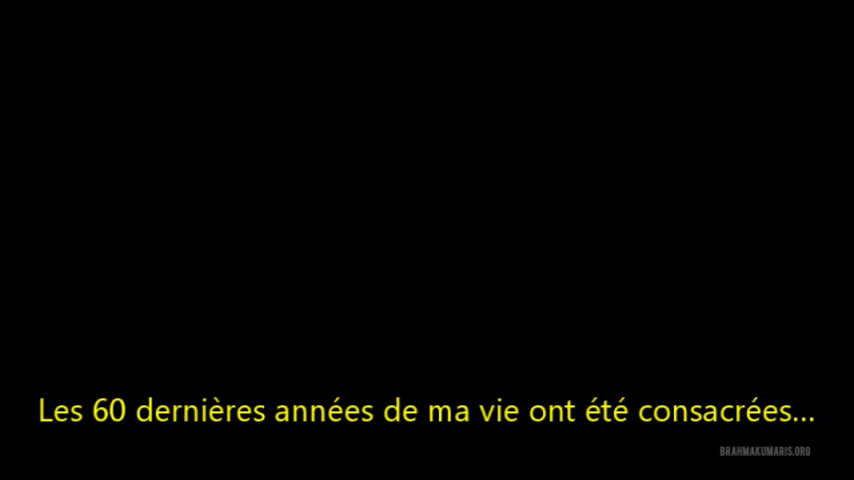 Les 60 dernières années de ma vie ont été consacrées...
BRAHMAKUMARIS.ORG